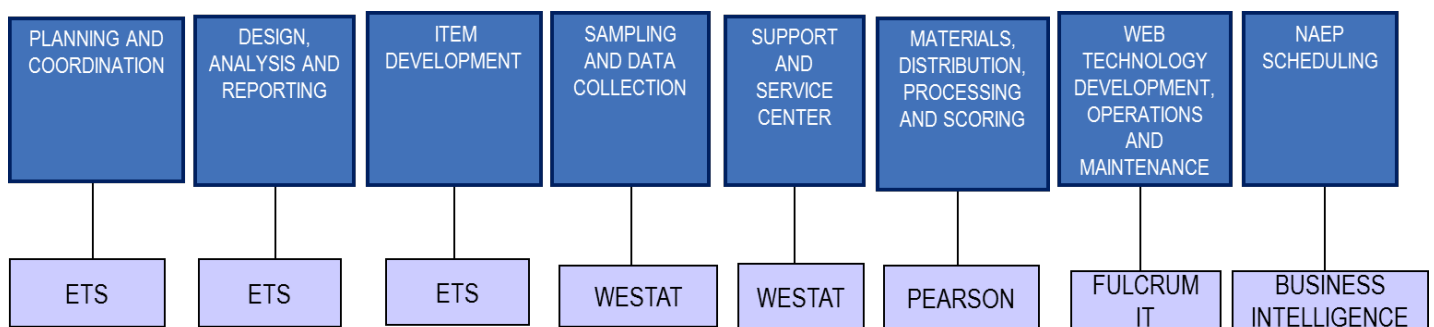 PLANNING AND
COORDINATION
DESIGN,
ANALYSIS AND
REPORTING
ITEM
DEVELOPMENT
SAMPLING
AND DATA
COLLECTION
SUPPORT
AND
SERVICE
CENTER
MATERIALS,
DISTRIBUTION,
PROCESSING
AND SCORING
WEB
TECHNOLOGY
DEVELOPMENT,
OPERATIONS
AND
MAINTENANCE
NAEP
SCHEDULING
ETS
ETS
ETS
WESTAT
WESTAT
PEARSON
FULCRUM
IT
BUSINESS
INTELLIGENCE